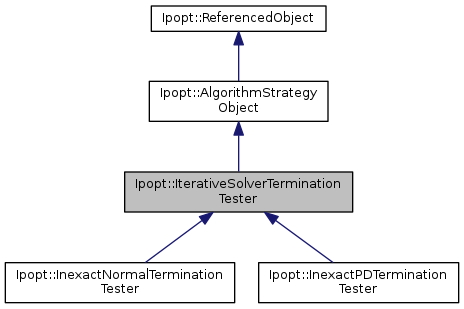 Ipopt::ReferencedObject
Ipopt::AlgorithmStrategy
Object
Ipopt::IterativeSolverTermination
Tester
Ipopt::InexactNormalTermination
Tester
Ipopt::InexactPDTermination
Tester